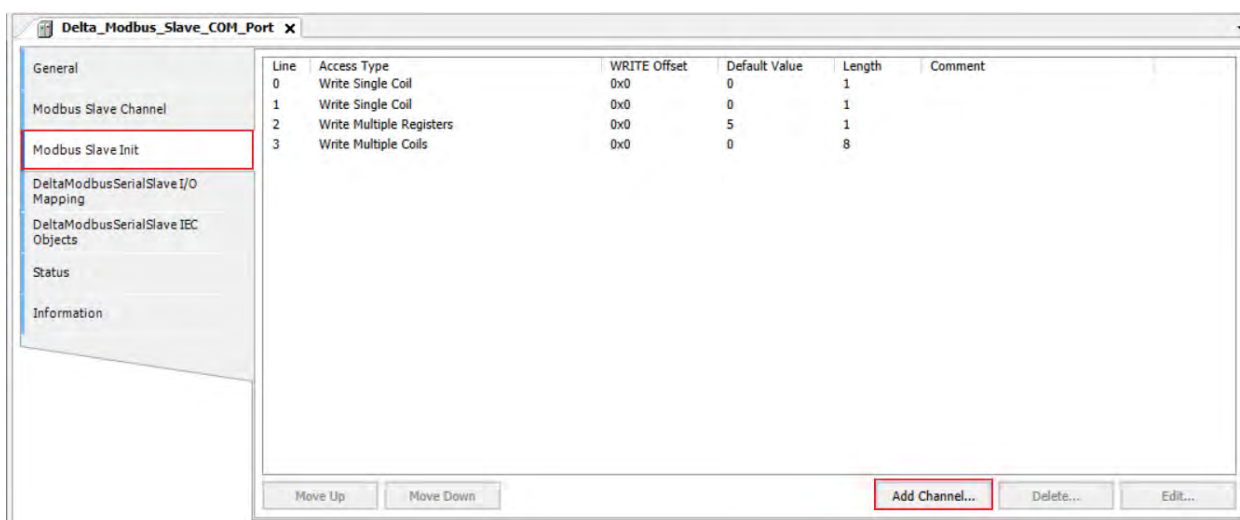 Delta_Modbus_Slave_COM_Port X
General
Modbus Slave Channel
Modbus Slave Init
DeltaModbusSerialSlave I/O
Mapping
DeltaModbusSerialSlave IEC
Objects
Status
Information
Line Access Type WRITE Offset Default Value Length Comment
0 Write Single Coil 0x0 0 1
1 Write Single Coil 0x0 0 1
2 Write Multiple Registers 0x0 5 1
3 Write Multiple Coils 0x0 0 8
Move Up Move Down Add Channel... Delete... Edit...